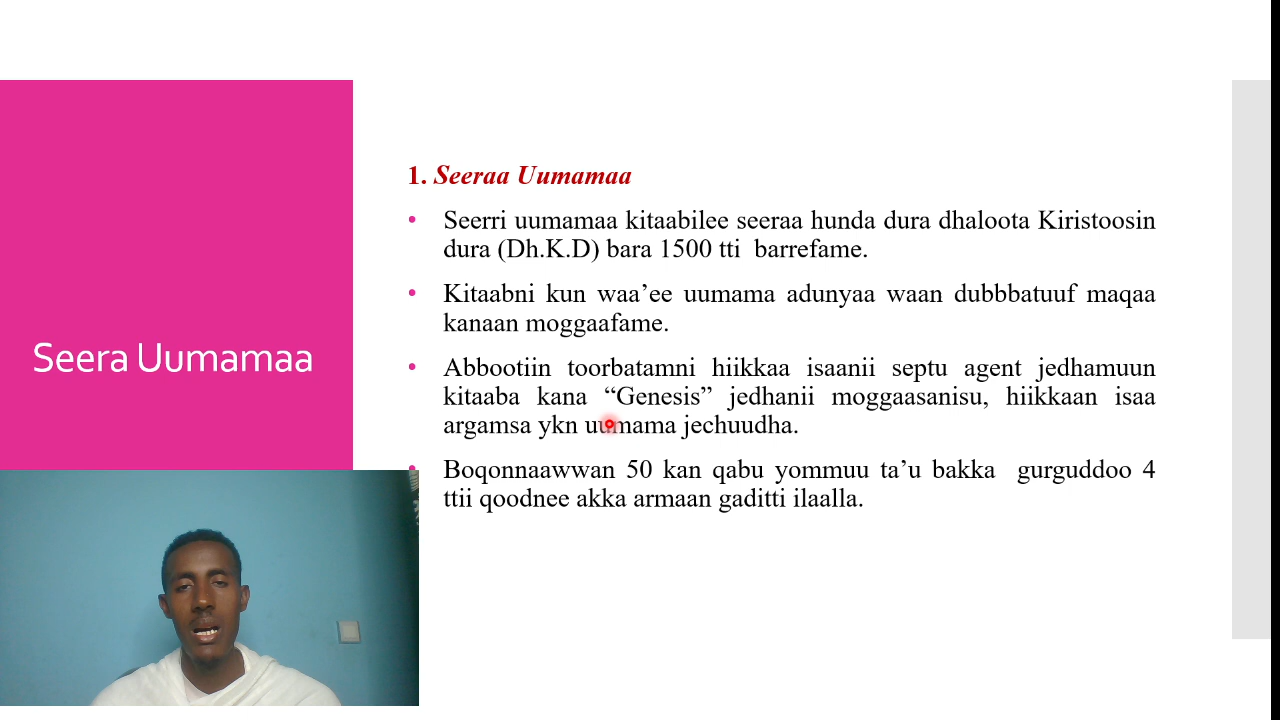 Seera Uumamaa
1. Seeraa Uumamaa
• Seerri uumamaa kitaabilee seeraa hunda dura dhaloota Kiristoosin
dura (Dh.K.D) bara 1500 tti barrefame.
• Kitaabni kun waa’ee uumama adunyaa waan dubbbatuuf maqaa
kanaan moggaafame.
• Abbootiin toorbatamni hiikkaa isaanii septu agent jedhamuun
kitaaba kana “Genesis” jedhanii moggaasanisu, hiikkaan isaa
argamsa ykn uumama jechuudha.
• Boqonnaawwan 50 kan qabu yommuu ta’u bakka gurguddoo 4
ttii qoodnee akka armaan gaditti ilaalla.